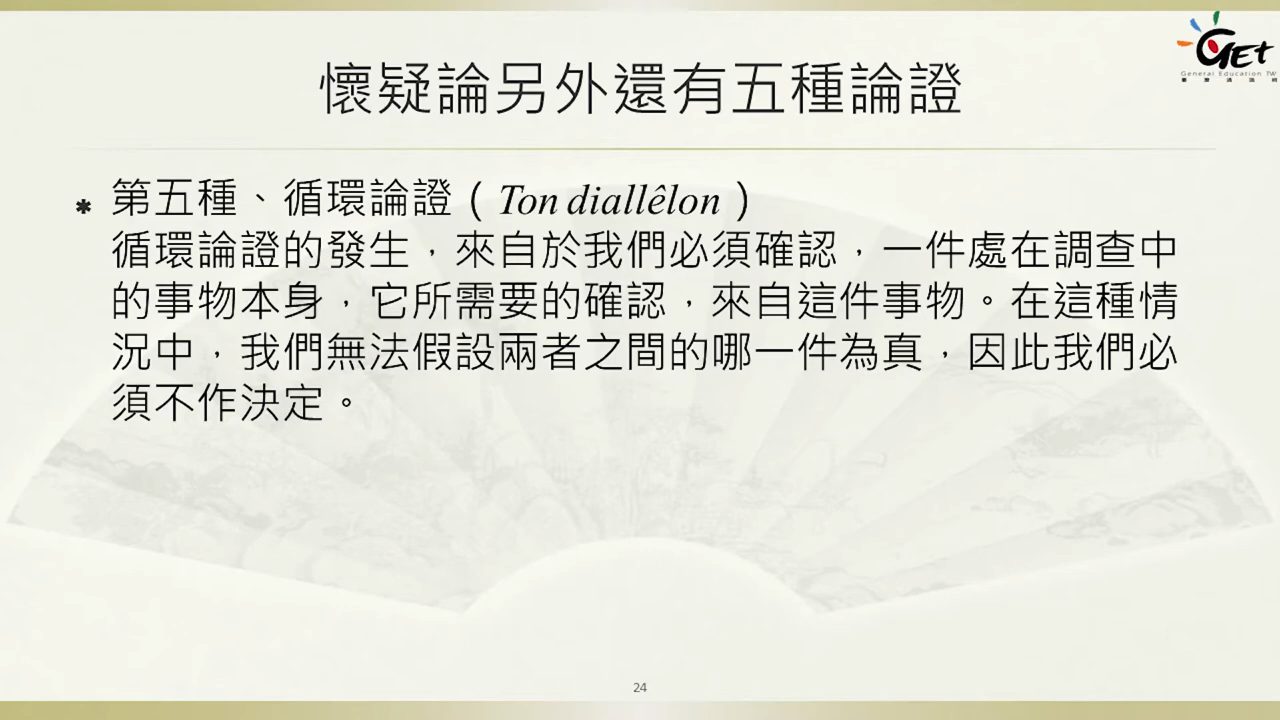 GET
General Education TW
懷疑論另外還有五種論證
* 第五種、循環論證(Ton diallêlon)
循環論證的發生，來自於我們必須確認，一件處在調查中
的事物本身，它所需要的確認，來自這件事物。在這種情
況中，我們無法假設兩者之間的哪一件為真，因此我們必
須不作決定。
24